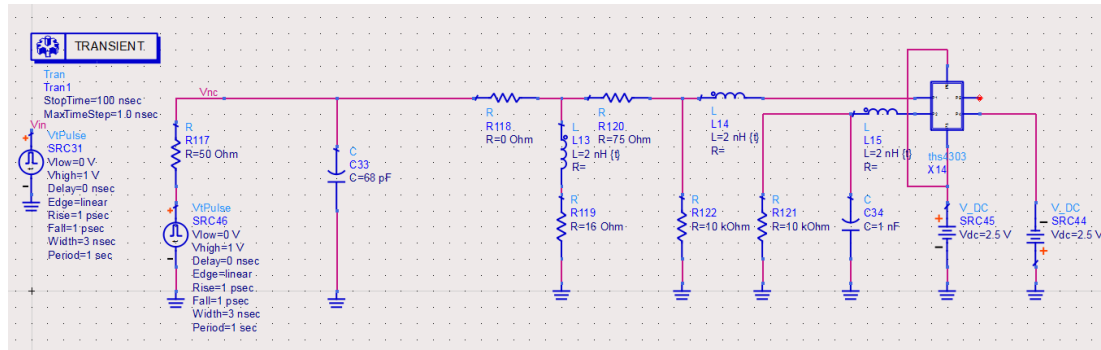 TRANSIENT
Tran
Tran1
StopTime=100 nsec
MaxTimeStep=1.0 nsec
Vin
VtPulse
SRC31
Vlow=0 V
Vhigh=1 V
Delay=0 nsec
Edge=linear
Rise=1 psec
Fall=1 psec
Width=3 nsec
Period=1 sec
Vnc
R
R117
R=50 Ohm
VtPulse
SRC46
Vlow=0 V
Vhigh=1 V
Delay=0 nsec
Edge=linear
Rise=1 psec
Fall=1 psec
Width=3 nsec
Period=1 sec
C
C33
C=68 pF
R
R118
R=0 Ohm
L
L13
L=2 nH {t}
R=
R
R119
R=16 Ohm
R
R120
R=75 Ohm
R
R122
R=10 kOhm
L
L14
L=2 nH {t}
R=
R
R121
R=10 kOhm
C
C34
C=1 nF
L
L15
L=2 nH {t}
R=
ths4303
X14
V_DC
SRC45
Vdc=2.5 V
V_DC
SRC44
Vdc=2.5 V